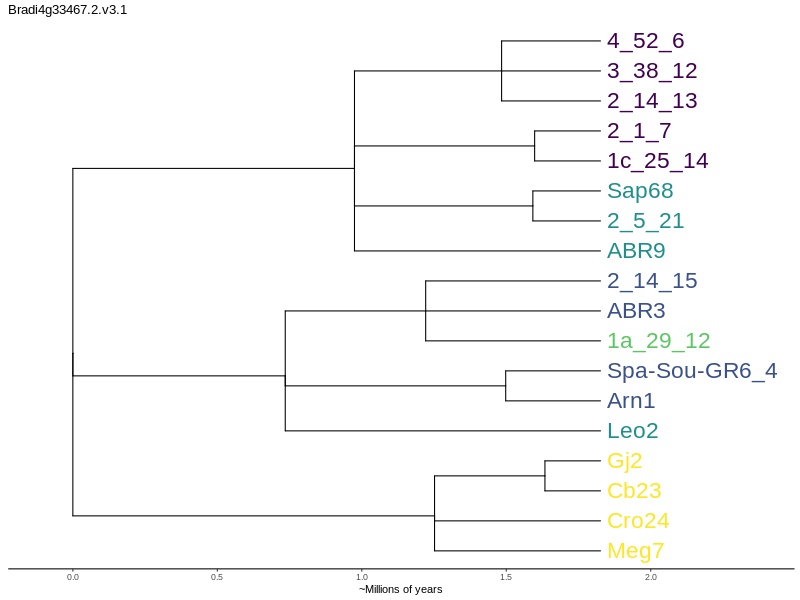 Bradi4g33467.2.v3.1
4_52_6
3_38_12
2_14_13
2_1_7
1c_25_14
Sap68
2_5_21
ABR9
2_14_15
ABR3
1a_29_12
Spa-Sou-GR6_4
Arn1
Leo2
Gj2
Cb23
Cro24
Meg7
0.0 0.5 1.0 1.5 2.0
~Millions of years